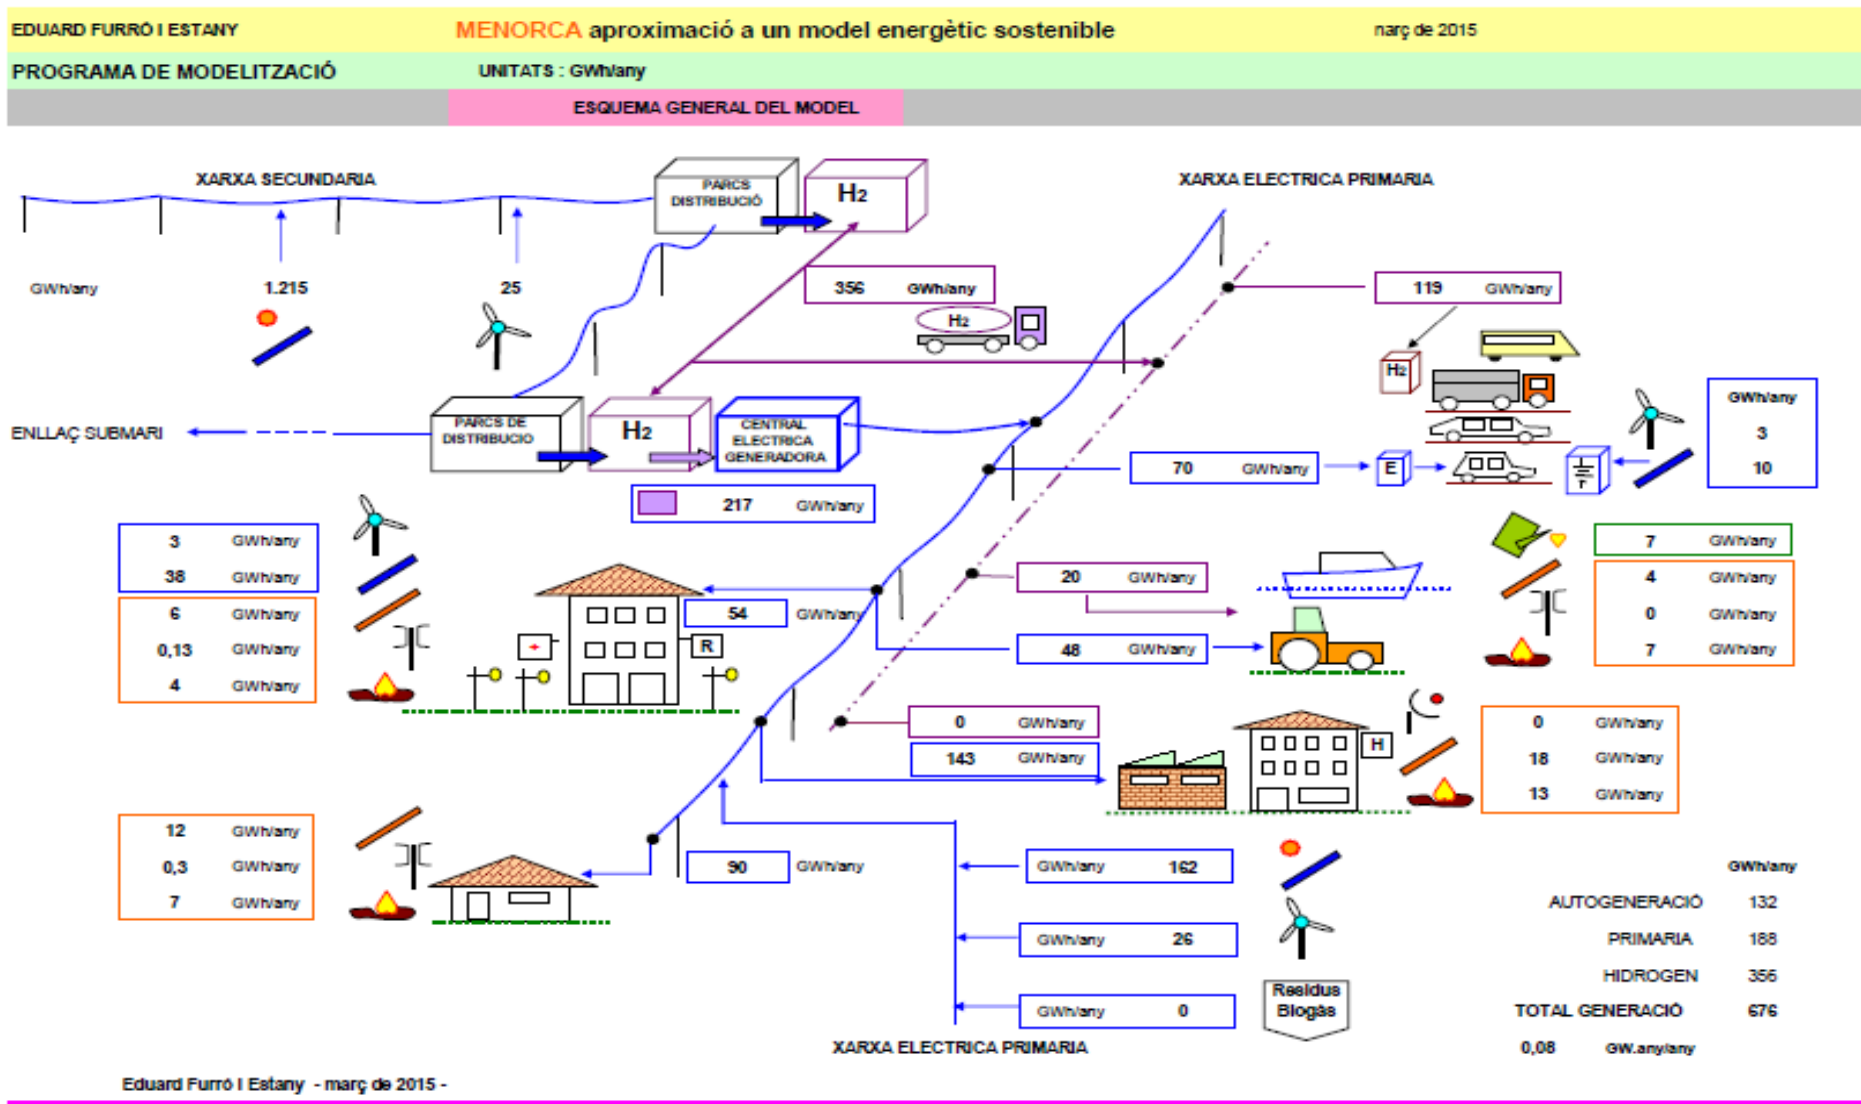 EDUARD FURRÓ I ESTANY MENORCA aproximació a un model energètic sostenible març de 2015
PROGRAMA DE MODELITZACIÓ UNITATS : GWh/any
ESQUEMA GENERAL DEL MODEL
XARXA SECUNDARIA
PARCS DISTRIBUCIÓ
H2
XARXA ELECTRICA PRIMARIA
GWh/any 1.215 25
356 GWh/any
119 GWh/any
H2
H2
GWh/any
3
10
ENLLAÇ SUBMARI
PARCS DE DISTRIBUCIO
H2
CENTRAL ELECTRICA GENERADORA
70 GWh/any
E
217 GWh/any
3 GWh/any
38 GWh/any
6 GWh/any
0,13 GWh/any
4 GWh/any
54 GWh/any
R
20 GWh/any
48 GWh/any
7 GWh/any
4 GWh/any
0 GWh/any
7 GWh/any
0 GWh/any
143 GWh/any
H
0 GWh/any
18 GWh/any
13 GWh/any
12 GWh/any
0,3 GWh/any
7 GWh/any
90 GWh/any
GWh/any 162
GWh/any 26
GWh/any 0
Residus Biogàs
XARXA ELECTRICA PRIMARIA
GWh/any
AUTOGENERACIÓ 132
PRIMARIA 188
HIDROGEN 356
TOTAL GENERACIÓ 676
0,08 GW.any/any
Eduard Furró I Estany - març de 2015 -